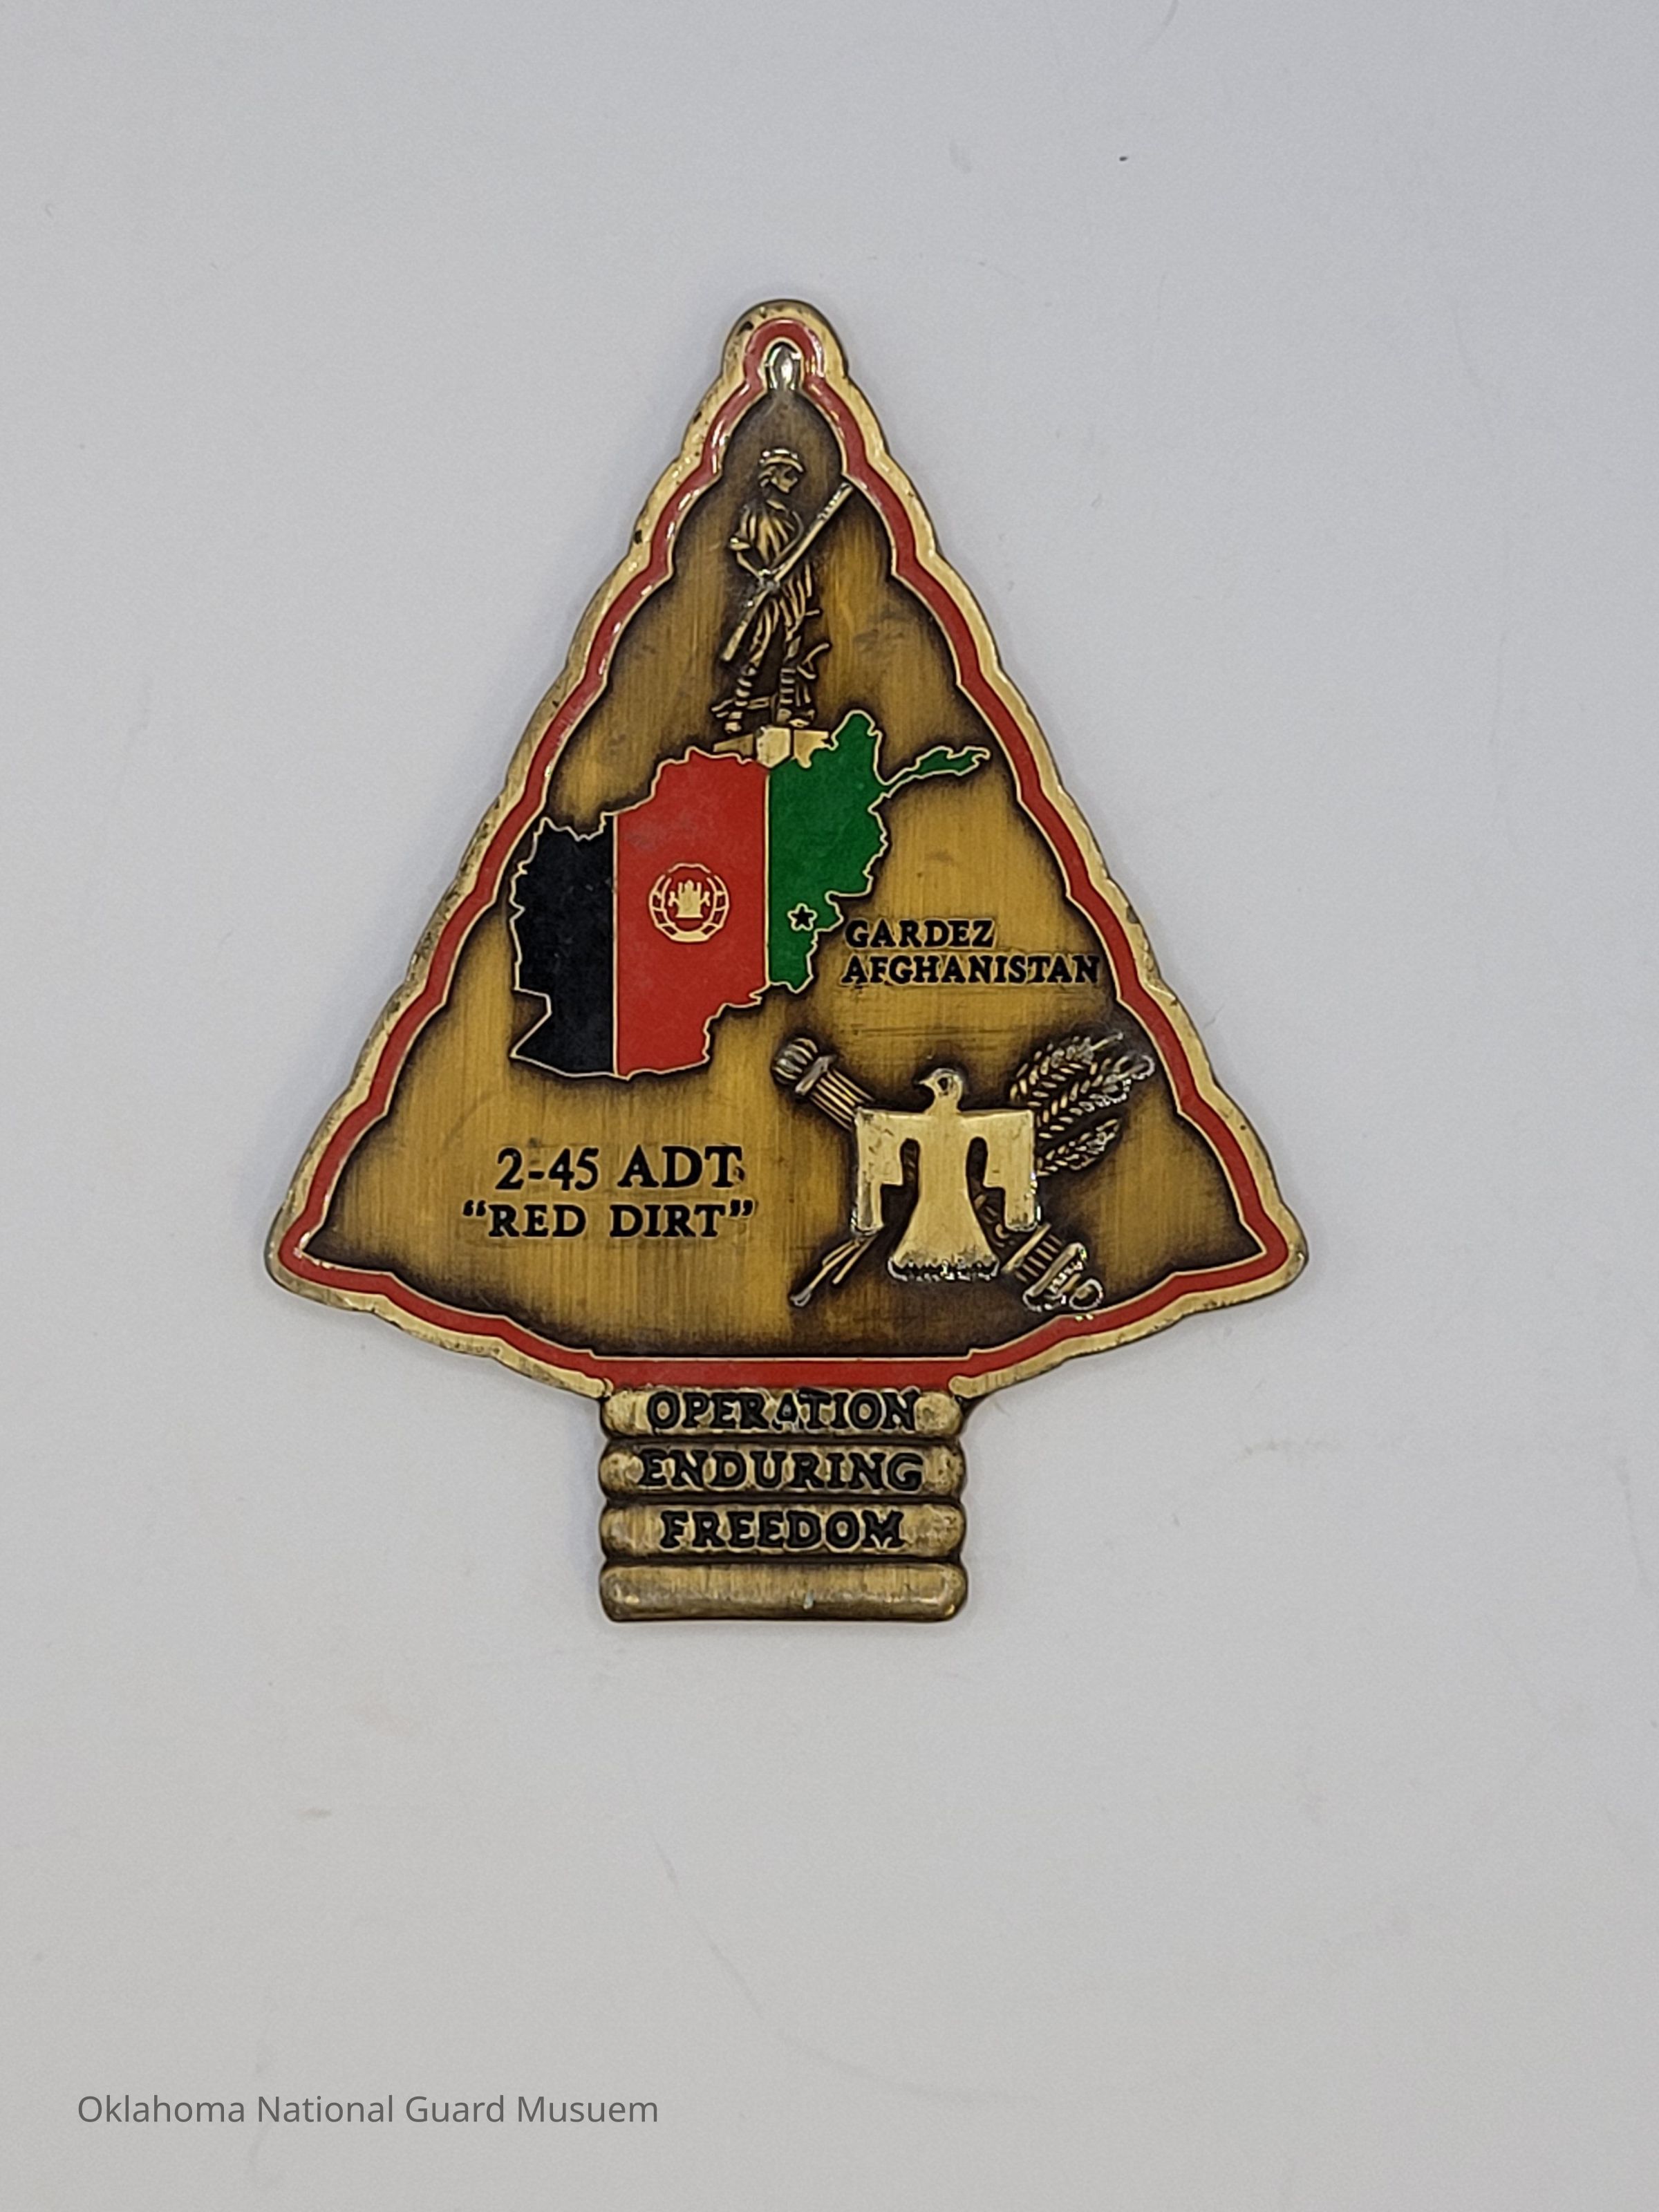 GARDEZ
AFGHANISTAN
2-45 ADT
“RED DIRT”
OPERATION
ENDURING
FREEDOM
Oklahoma National Guard Musuem